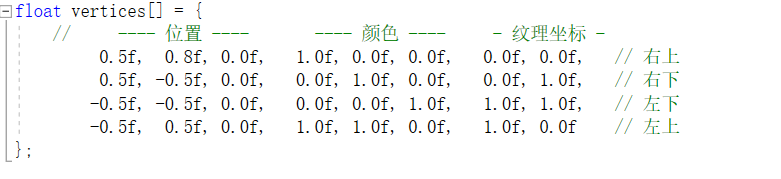 float vertices[] = {
//     ---- 位置 ----       ---- 颜色 ----     - 纹理坐标 -
0.5f,  0.8f, 0.0f,   1.0f, 0.0f, 0.0f,   0.0f, 0.0f,   // 右上
0.5f, -0.5f, 0.0f,   0.0f, 1.0f, 0.0f,   0.0f, 1.0f,   // 右下
-0.5f, -0.5f, 0.0f,   0.0f, 0.0f, 1.0f,   1.0f, 1.0f,   // 左下
-0.5f,  0.5f, 0.0f,   1.0f, 1.0f, 0.0f,   1.0f, 0.0f    // 左上
};